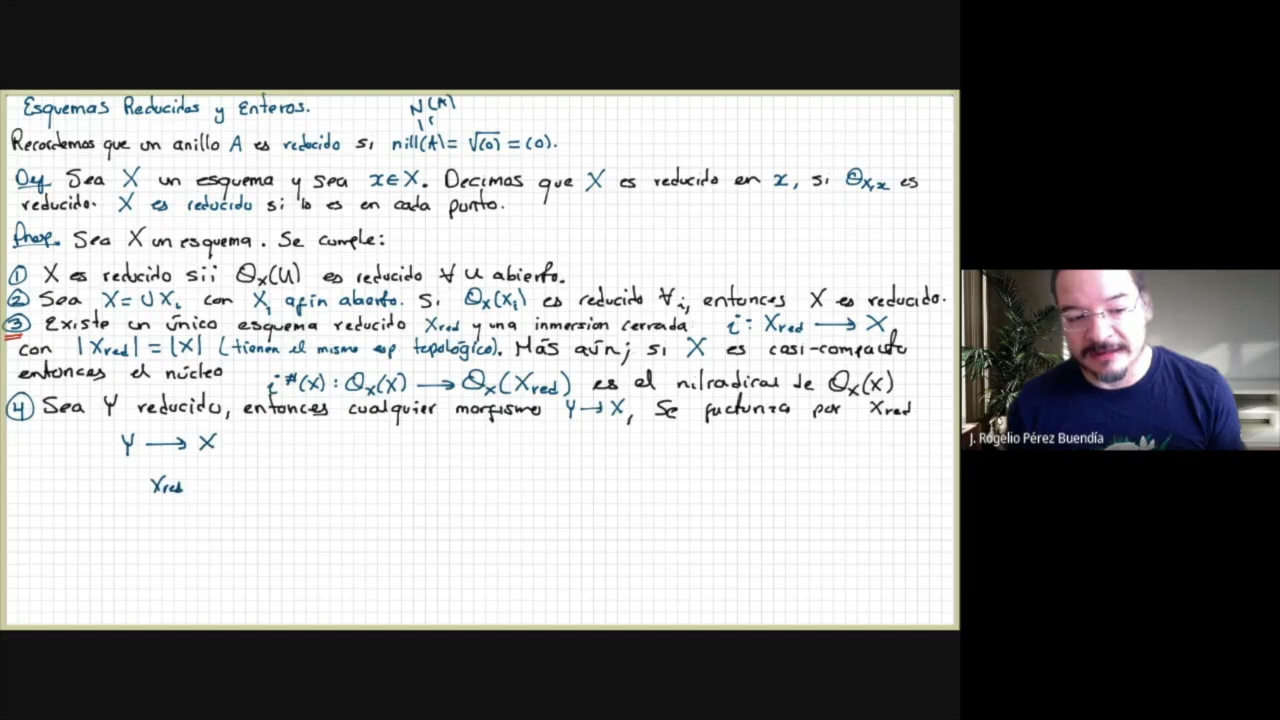 Esquemas Reducidos y Enteros.
N(A)
Recordemos que un anillo A es reducido si nill(A) = √(0) = (0).
Def Sea X un esquema y sea x ∈ X. Decimos que X es reducido en x, si O_{X,x} es
reducido. X es reducido si lo es en cada punto.
Prop. Sea X un esquema. Se cumple:
① X es reducido sii O_X(U) es reducido ∀ U abierto.
② Sea X = ∪ X_i con X_i afín abierto. Si O_X(X_i) es reducido ∀_i, entonces X es reducido.
③ Existe un único esquema reducido X_red y una inmersion cerrada i: X_red ⟶ X
con |X_red| = |X| (tienen el mismo esp topológico). Más aún; si X es casi-compacto
entonces el núcleo i^#(X): O_X(X) ⟶ O_X(X_red) es el nilradical de O_X(X)
④ Sea Y reducido, entonces cualquier morfismo Y → X, se factoriza por X_red
Y ⟶ X
X_red
J. Rogelio Pérez Buendía